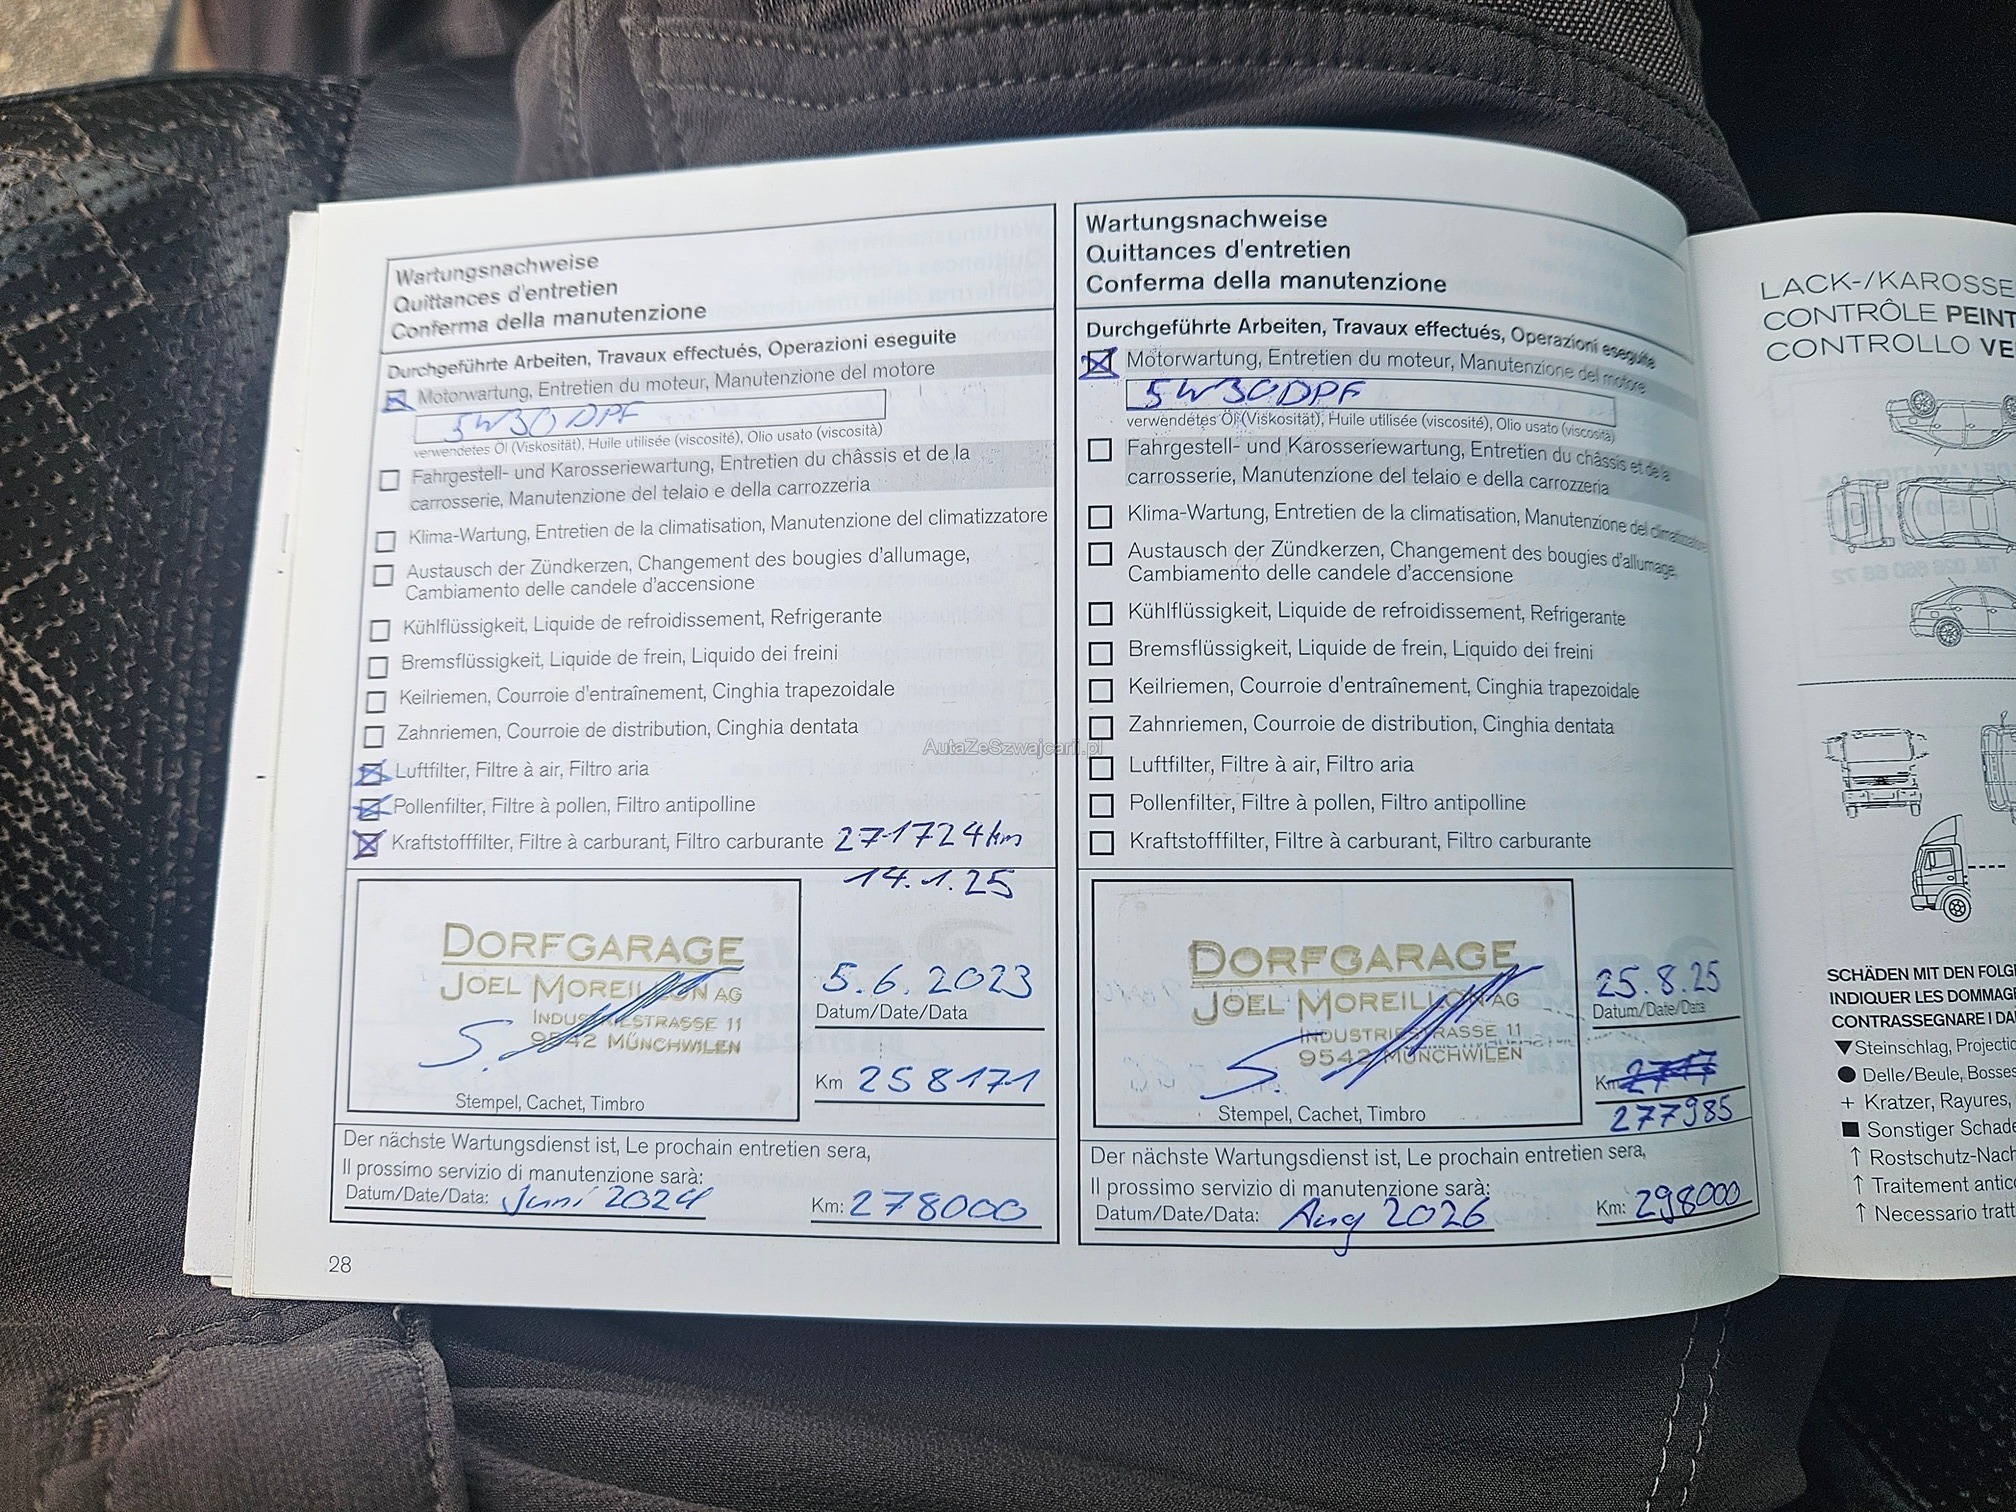 Wartungsnachweise
Quittances d'entretien
Conferma della manutenzione
Durchgeführte Arbeiten, Travaux effectués, Operazioni eseguite
Motorwartung, Entretien du moteur, Manutenzione del motore
5W30 DPF
verwendetes Öl (Viskosität), Huile utilisée (viscosité), Olio usato (viscosità)
Fahrgestell- und Karosseriewartung, Entretien du châssis et de la
carrosserie, Manutenzione del telaio e della carrozzeria
Klima-Wartung, Entretien de la climatisation, Manutenzione del climatizzatore
Austausch der Zündkerzen, Changement des bougies d'allumage,
Cambiamento delle candele d'accensione
Kühlflüssigkeit, Liquide de refroidissement, Refrigerante
Bremsflüssigkeit, Liquide de frein, Liquido dei freini
Keilriemen, Courroie d'entraînement, Cinghia trapezoidale
Zahnriemen, Courroie de distribution, Cinghia dentata
Luftfilter, Filtre à air, Filtro aria
Pollenfilter, Filtre à pollen, Filtro antipolline
Kraftstofffilter, Filtre à carburant, Filtro carburante 271724 km
14.1.25
DORFGARAGE
JOEL MOREILLON AG
INDUSTRIESTRASSE 11
9542 MÜNCHWILEN
Stempel, Cachet, Timbro
5.6.2023
Datum/Date/Data
Km 258171
Der nächste Wartungsdienst ist, Le prochain entretien sera,
Il prossimo servizio di manutenzione sarà:
Datum/Date/Data: Juni 2024 Km: 278000
28
Wartungsnachweise
Quittances d'entretien
Conferma della manutenzione
Durchgeführte Arbeiten, Travaux effectués, Operazioni eseguite
Motorwartung, Entretien du moteur, Manutenzione del motore
5W30DPF
verwendetes Öl (Viskosität), Huile utilisée (viscosité), Olio usato (viscosità)
Fahrgestell- und Karosseriewartung, Entretien du châssis et de la
carrosserie, Manutenzione del telaio e della carrozzeria
Klima-Wartung, Entretien de la climatisation, Manutenzione del climatizzatore
Austausch der Zündkerzen, Changement des bougies d'allumage,
Cambiamento delle candele d'accensione
Kühlflüssigkeit, Liquide de refroidissement, Refrigerante
Bremsflüssigkeit, Liquide de frein, Liquido dei freini
Keilriemen, Courroie d'entraînement, Cinghia trapezoidale
Zahnriemen, Courroie de distribution, Cinghia dentata
Luftfilter, Filtre à air, Filtro aria
Pollenfilter, Filtre à pollen, Filtro antipolline
Kraftstofffilter, Filtre à carburant, Filtro carburante
DORFGARAGE
JOEL MOREILLON AG
INDUSTRIESTRASSE 11
9542 MÜNCHWILEN
Stempel, Cachet, Timbro
25.8.25
Datum/Date/Data
Km 2717
277985
Der nächste Wartungsdienst ist, Le prochain entretien sera,
Il prossimo servizio di manutenzione sarà:
Datum/Date/Data: Aug 2026 Km: 298000
AutaZeSzwajcarii.pl
LACK-/KAROSSE
CONTRÔLE PEINT
CONTROLLO VE
SCHÄDEN MIT DEN FOLG
INDIQUER LES DOMMAG
CONTRASSEGNARE I DA
▼ Steinschlag, Projectio
● Delle/Beule, Bosses
+ Kratzer, Rayures,
■ Sonstiger Schade
↑ Rostschutz-Nach
↑ Traitement antico
↑ Necessario tratt